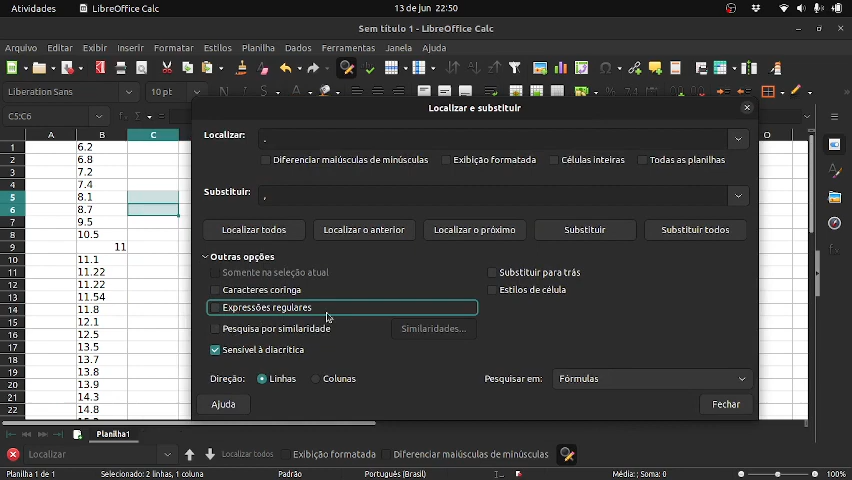 Atividades LibreOffice Calc 13 de jun 22:50
Sem título 1 - LibreOffice Calc
Arquivo Editar Exibir Inserir Formatar Estilos Planilha Dados Ferramentas Janela Ajuda
Liberation Sans 10 pt
C5:C6
Localizar e substituir
A B C O
Localizar: .
Diferenciar maiúsculas de minúsculas Exibição formatada Células inteiras Todas as planilhas
Substituir: ,
Localizar todos Localizar o anterior Localizar o próximo Substituir Substituir todos
Outras opções
Somente na seleção atual Substituir para trás
Caracteres coringa Estilos de célula
Expressões regulares
Pesquisa por similaridade Similaridades...
Sensível à diacrítica
Direção: Linhas Colunas Pesquisar em: Fórmulas
Ajuda Fechar
1 6.2
2 6.8
3 7.2
4 7.4
5 8.1
6 8.7
7 9.5
8 10.5
9 11
10 11.1
11 11.22
12 11.22
13 11.54
14 11.8
15 12.1
16 12.5
17 13.5
18 13.7
19 13.8
20 13.9
21 14.3
22 14.8
Planilha1
Localizar Localizar todos Exibição formatada Diferenciar maiúsculas de minúsculas
Planilha 1 de 1 Selecionado: 2 linhas, 1 coluna Padrão Português (Brasil) Média: ; Soma: 0 100%